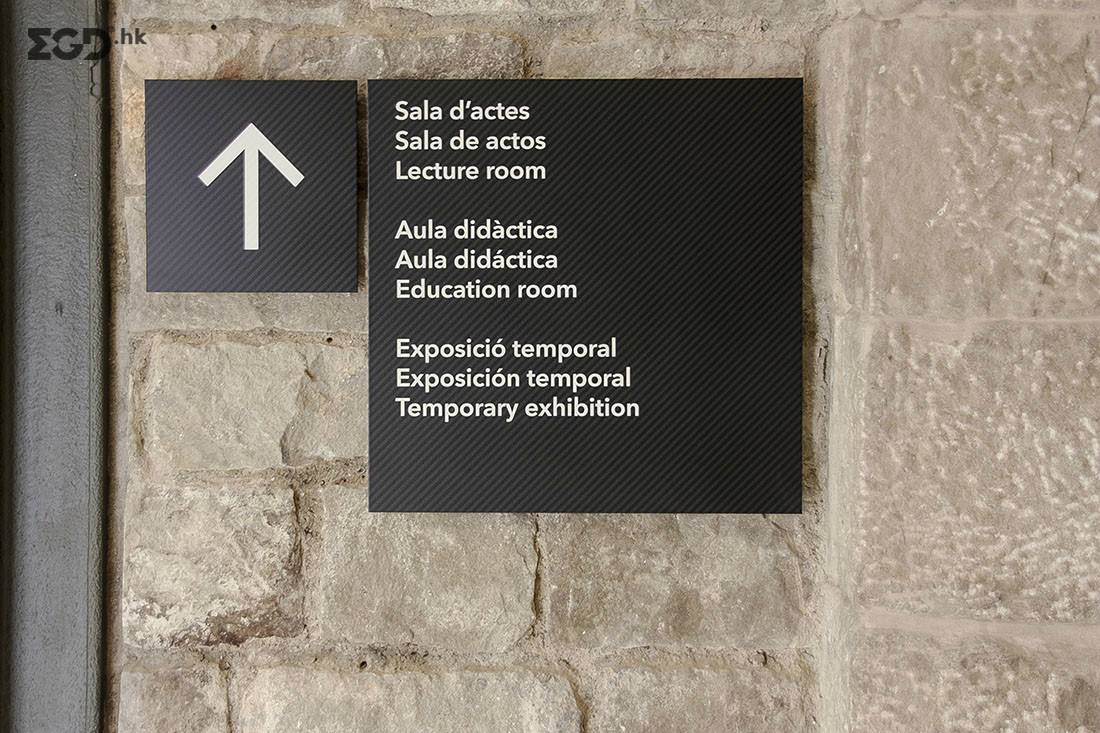 EGD.hk
Sala d’actes
Sala de actos
Lecture room
Aula didàctica
Aula didáctica
Education room
Exposició temporal
Exposición temporal
Temporary exhibition